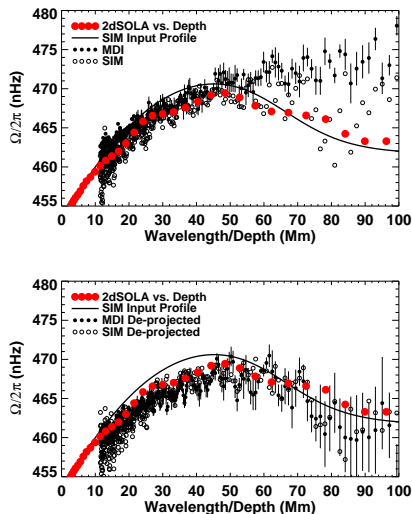 480
475
470
465
460
455
Ω/2π (nHz)
2dSOLA vs. Depth
SIM Input Profile
MDI
SIM
0 10 20 30 40 50 60 70 80 90 100
Wavelength/Depth (Mm)
480
475
470
465
460
455
Ω/2π (nHz)
2dSOLA vs. Depth
SIM Input Profile
MDI De-projected
SIM De-projected
0 10 20 30 40 50 60 70 80 90 100
Wavelength/Depth (Mm)